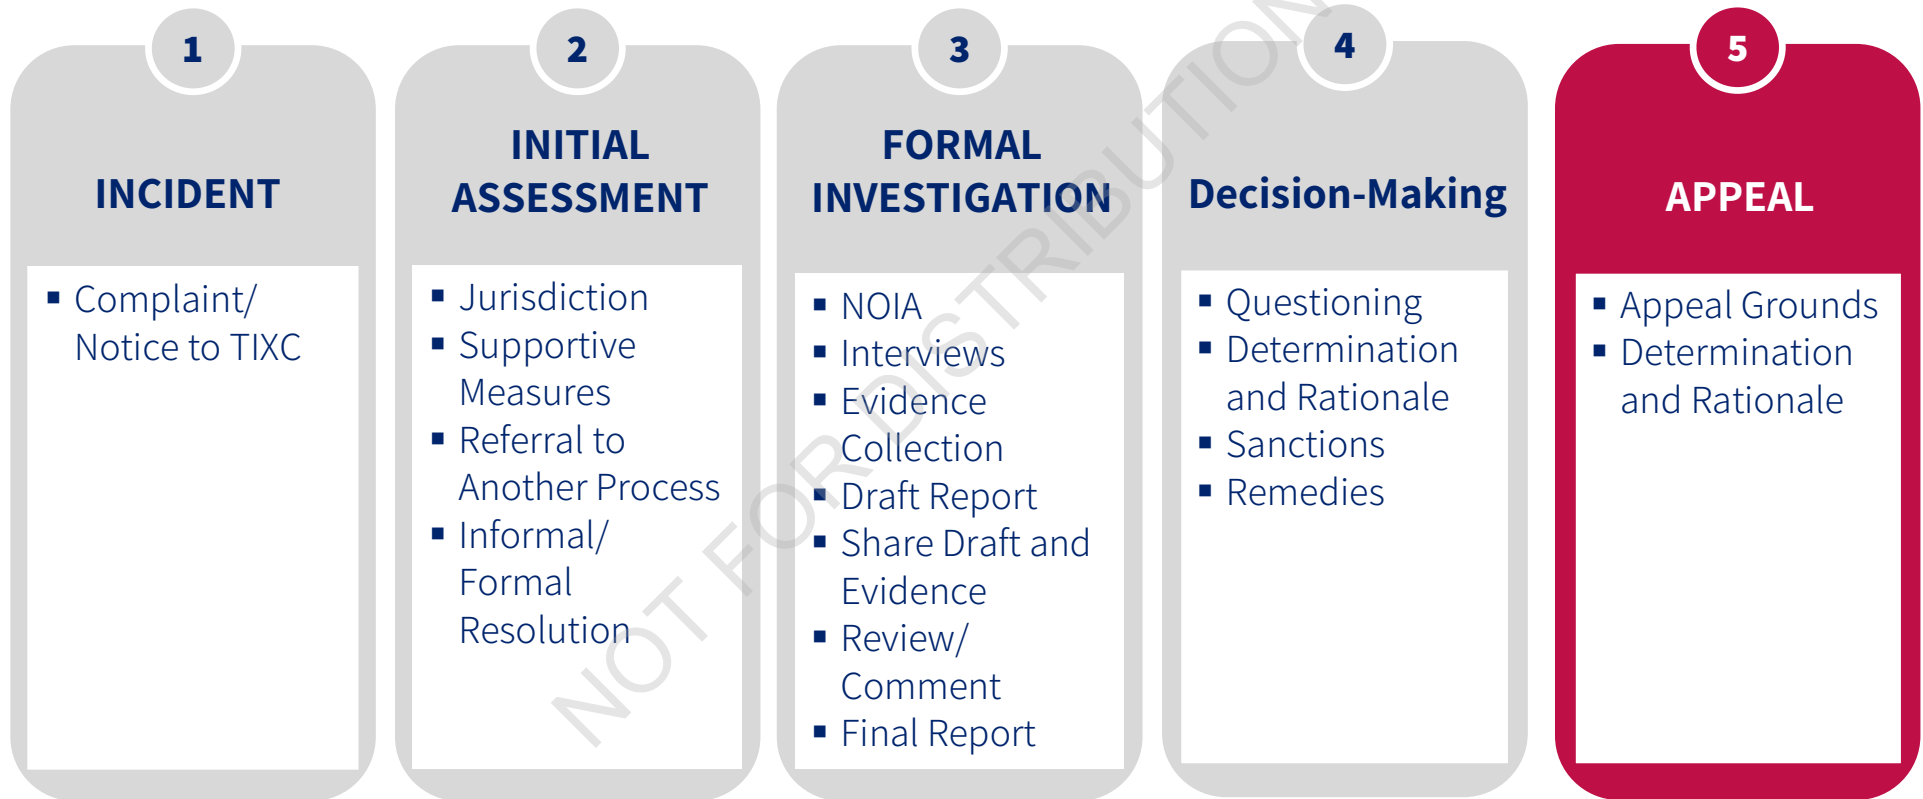 1
INCIDENT
▪ Complaint/
Notice to TIXC
2
INITIAL
ASSESSMENT
▪ Jurisdiction
▪ Supportive
Measures
▪ Referral to
Another Process
▪ Informal/
Formal
Resolution
3
FORMAL
INVESTIGATION
▪ NOIA
▪ Interviews
▪ Evidence
Collection
▪ Draft Report
▪ Share Draft and
Evidence
▪ Review/
Comment
▪ Final Report
4
Decision-Making
▪ Questioning
▪ Determination
and Rationale
▪ Sanctions
▪ Remedies
5
APPEAL
▪ Appeal Grounds
▪ Determination
and Rationale
NOT FOR DISTRIBUTION